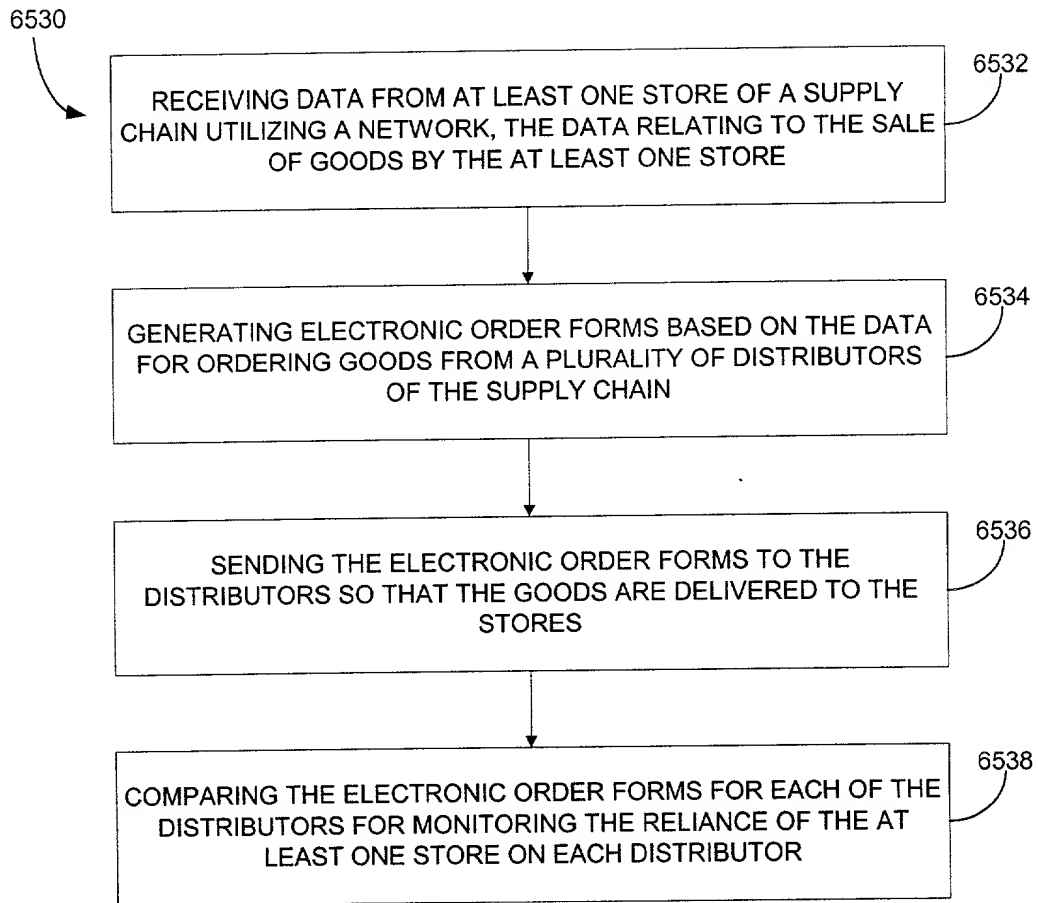 6530
6532
RECEIVING DATA FROM AT LEAST ONE STORE OF A SUPPLY
CHAIN UTILIZING A NETWORK, THE DATA RELATING TO THE SALE
OF GOODS BY THE AT LEAST ONE STORE
6534
GENERATING ELECTRONIC ORDER FORMS BASED ON THE DATA
FOR ORDERING GOODS FROM A PLURALITY OF DISTRIBUTORS
OF THE SUPPLY CHAIN
6536
SENDING THE ELECTRONIC ORDER FORMS TO THE
DISTRIBUTORS SO THAT THE GOODS ARE DELIVERED TO THE
STORES
6538
COMPARING THE ELECTRONIC ORDER FORMS FOR EACH OF THE
DISTRIBUTORS FOR MONITORING THE RELIANCE OF THE AT
LEAST ONE STORE ON EACH DISTRIBUTOR